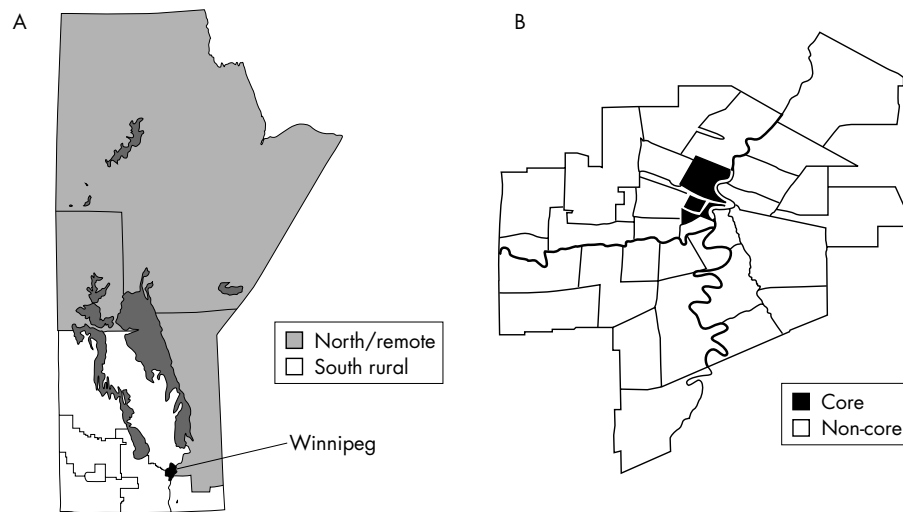 A
North/remote
South rural
Winnipeg
B
Core
Non-core